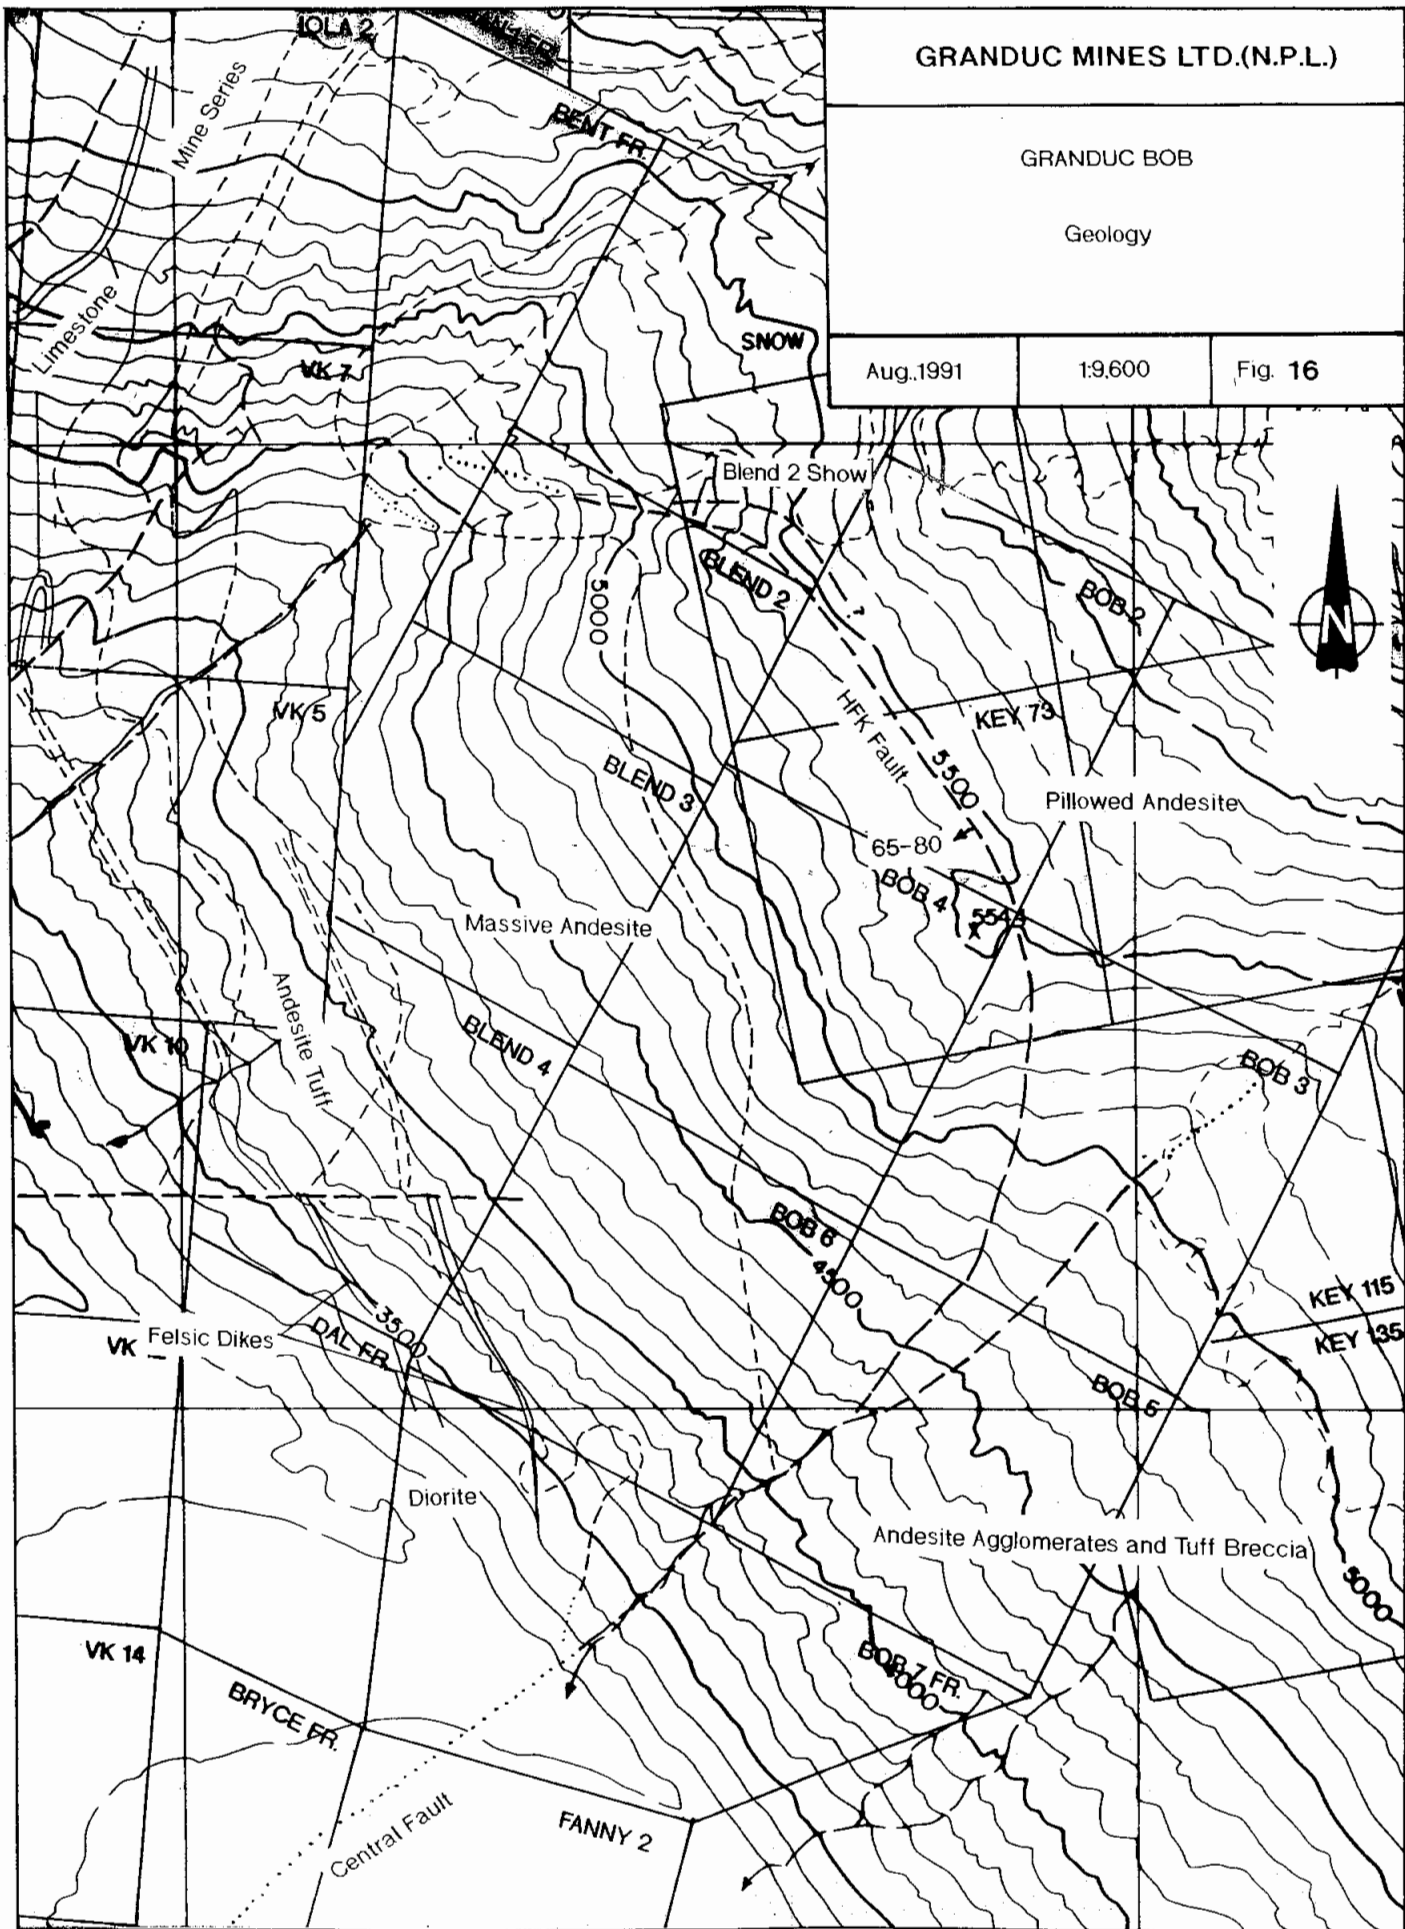 GRANDUC MINES LTD.(N.P.L.)
GRANDUC BOB
Geology
Aug.,1991
1:9,600
Fig. 16
IOLA 2
FR.
BENT FR.
Mine Series
Limestone
VK 7
SNOW
Blend 2 Show
BLEND 2
5000
BOB 2
N
VK 5
HFK Fault
KEY 73
5500
BLEND 3
Pillowed Andesite
?
65-80
BOB 4
Massive Andesite
Andesite Tuff
BLEND 4
VK 10
BOB 3
BOB 6
4500
KEY 115
KEY 135
3500
Felsic Dikes
VK
DAL FR.
BOB 5
Diorite
Andesite Agglomerates and Tuff Breccia
5000
VK 14
BOB 7 FR.
4000
BRYCE FR.
FANNY 2
Central Fault